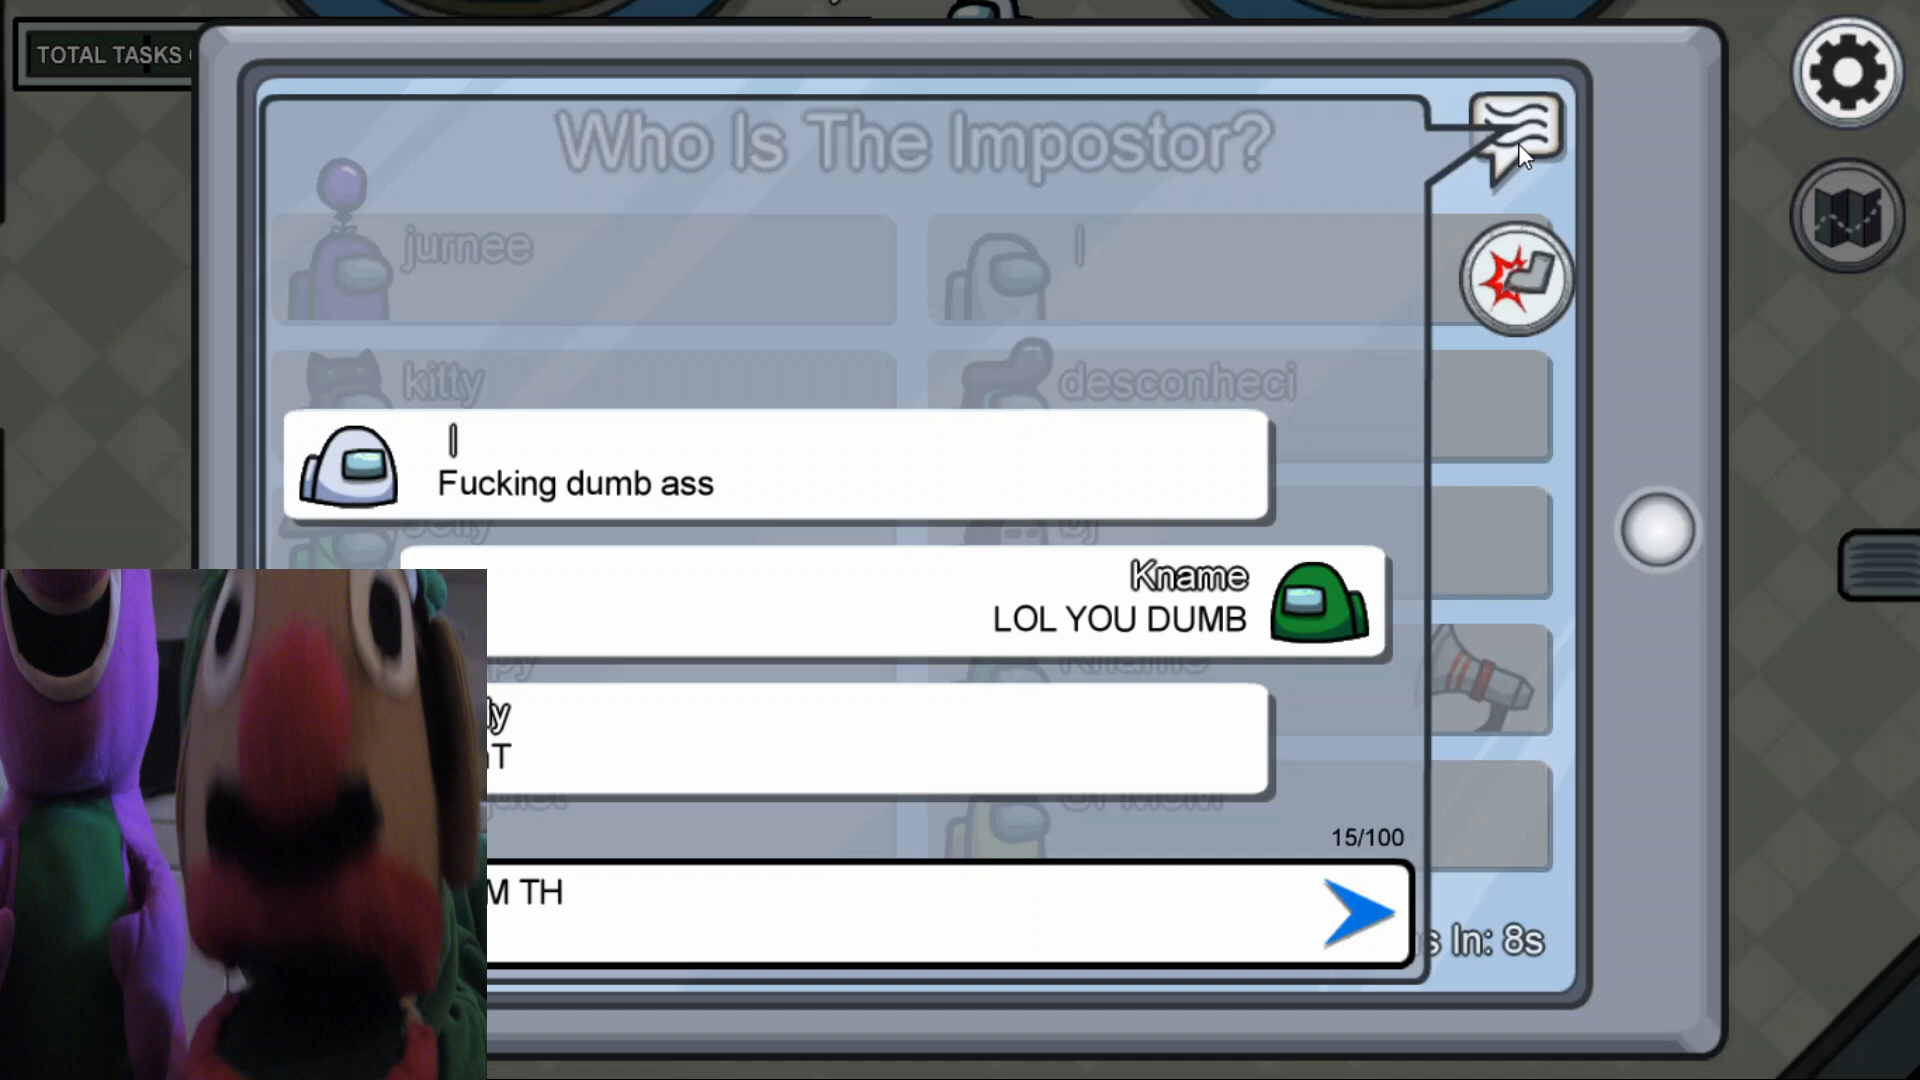 TOTAL TASKS
Who Is The Impostor?
jurnee
I
kitty
desconheci
I
Fucking dumb ass
Kname
LOL YOU DUMB
Kname
15/100
M TH
In: 8s